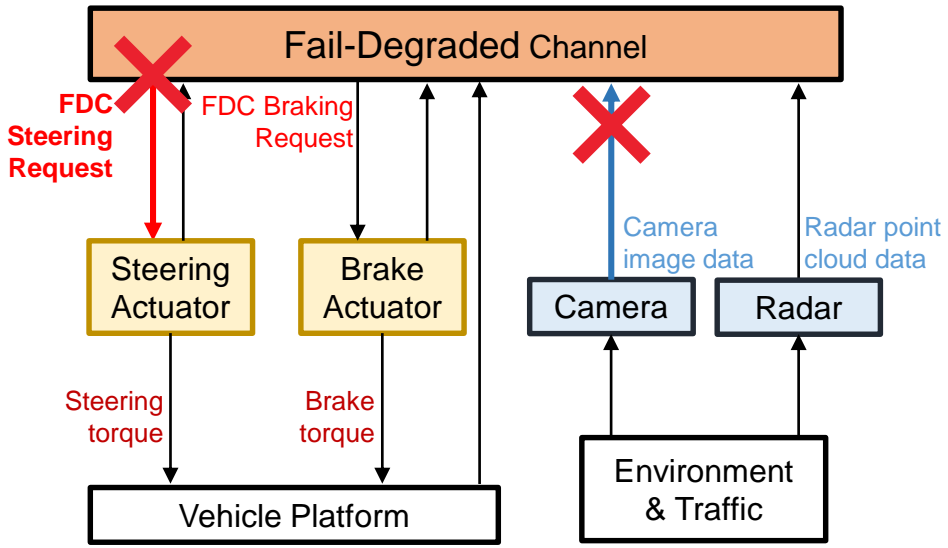 Fail-Degraded Channel
FDC
Steering
Request
FDC Braking
Request
Camera
image data
Radar point
cloud data
Steering
Actuator
Brake
Actuator
Camera
Radar
Steering
torque
Brake
torque
Environment
& Traffic
Vehicle Platform